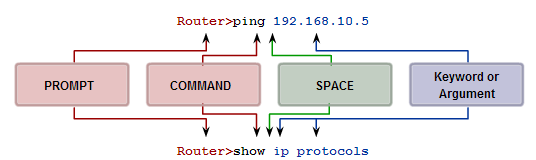 Router>ping 192.168.10.5
PROMPT
COMMAND
SPACE
Keyword or
Argument
Router>show ip protocols